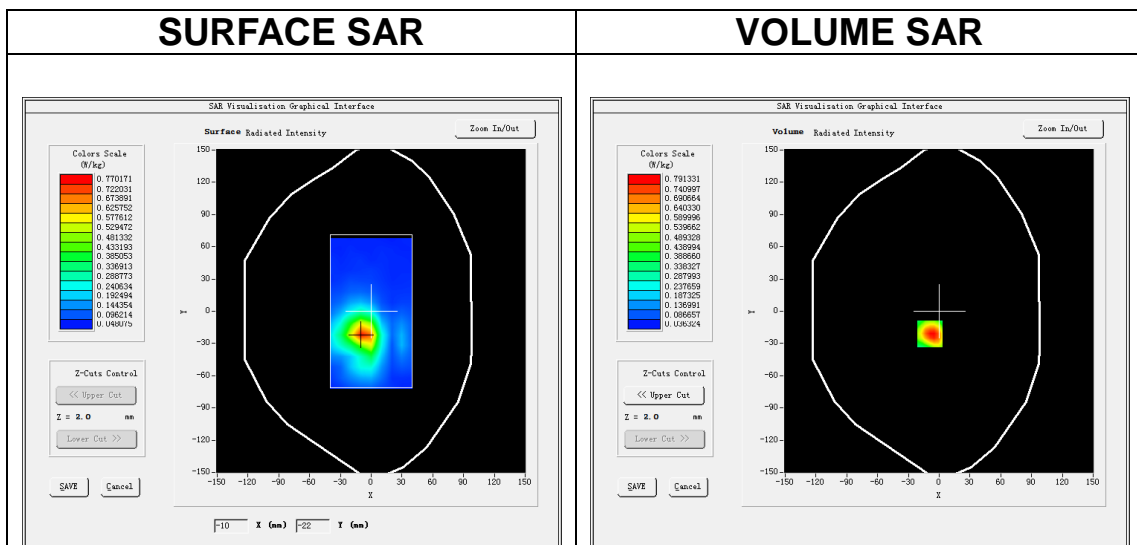 SURFACE SAR
VOLUME SAR
SAR Visualisation Graphical Interface
Surface Radiated Intensity
Zoom In/Out
Colors Scale
(W/kg)
0.770171
0.722031
0.673891
0.625752
0.577612
0.529472
0.481332
0.433193
0.385053
0.336913
0.288773
0.240634
0.192494
0.144354
0.096214
0.048075
Z-Cuts Control
<< Upper Cut
Z = 2.0 mm
Lower Cut >>
SAVE
Cancel
150
120
90
60
30
0
-30
-60
-90
-120
-150
Y
-150 -120 -90 -60 -30 0 30 60 90 120 150
X
-10 X (mm) -22 Y (mm)
SAR Visualisation Graphical Interface
Volume Radiated Intensity
Zoom In/Out
Colors Scale
(W/kg)
0.791331
0.740997
0.690664
0.640330
0.589996
0.539662
0.489328
0.438994
0.388660
0.338327
0.287993
0.237659
0.187325
0.136991
0.086657
0.036324
Z-Cuts Control
<< Upper Cut
Z = 2.0 mm
Lower Cut >>
SAVE
Cancel
150
120
90
60
30
0
-30
-60
-90
-120
-150
Y
-150 -120 -90 -60 -30 0 30 60 90 120 150
X